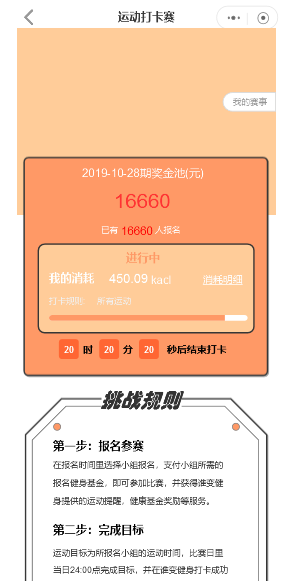 运动打卡赛
我的赛事
2019-10-28期奖金池(元)
16660
已有 16660 人报名
进行中
我的消耗 450.09 kacl 消耗明细
打卡规则: 所有运动
20 时 20 分 20 秒后结束打卡
挑战规则
第一步：报名参赛
在报名时间里选择小组报名，支付小组所需的
报名健身基金，即可参加比赛，并获得谁变健
身提供的运动提醒，健康基金奖励等服务。
第二步：完成目标
运动目标为所报名小组的运动时间，比赛日里
当日24:00点完成目标，并在谁变健身打卡成功